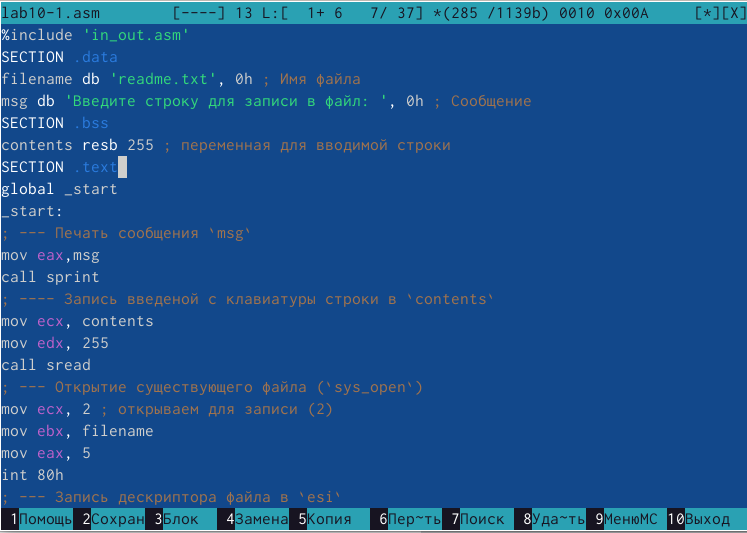 lab10-1.asm        [----] 13 L:[  1+ 6   7/ 37] *(285 /1139b) 0010 0x00A     [*][X]
%include 'in_out.asm'
SECTION .data
filename db 'readme.txt', 0h ; Имя файла
msg db 'Введите строку для записи в файл: ', 0h ; Сообщение
SECTION .bss
contents resb 255 ; переменная для вводимой строки
SECTION .text
global _start
_start:
; --- Печать сообщения `msg`
mov eax,msg
call sprint
; ---- Запись введеной с клавиатуры строки в `contents`
mov ecx, contents
mov edx, 255
call sread
; --- Открытие существующего файла (`sys_open`)
mov ecx, 2 ; открываем для записи (2)
mov ebx, filename
mov eax, 5
int 80h
; --- Запись дескриптора файла в `esi`
1Помощь 2Сохран 3Блок 4Замена 5Копия 6Пер~ть 7Поиск 8Уда~ть 9МенюMC 10Выход